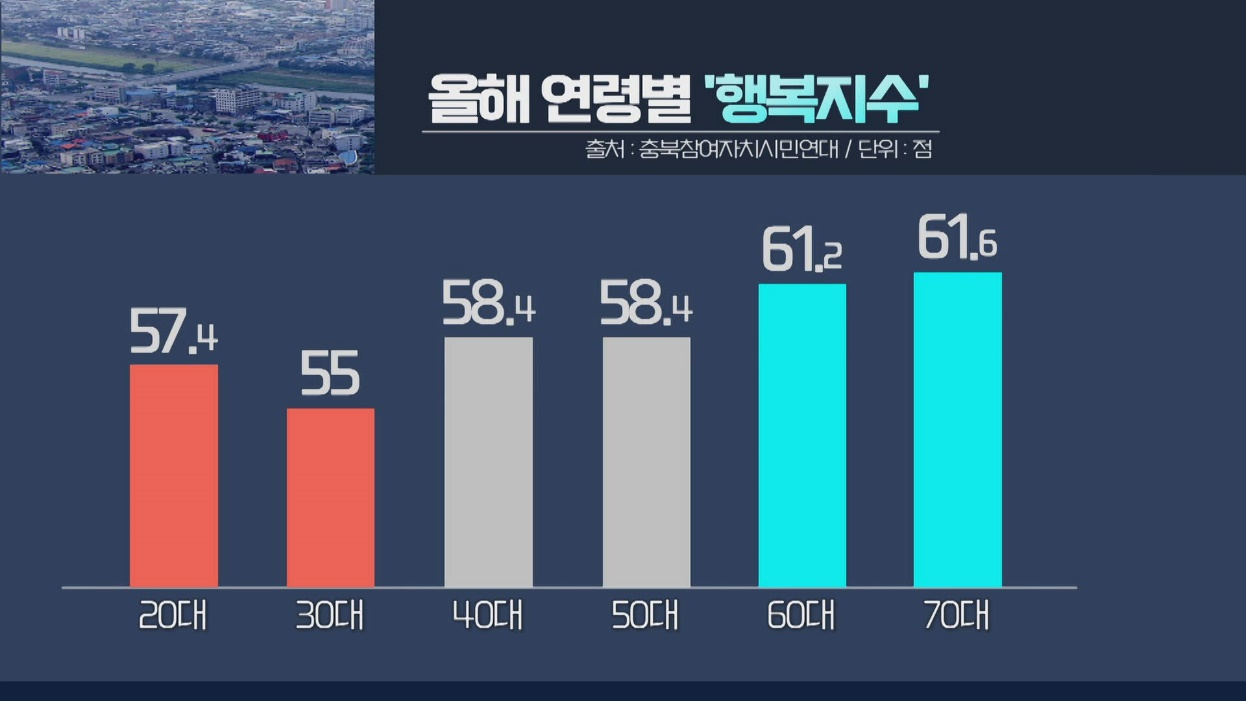 올해 연령별 '행복지수'
출처 : 충북참여자치시민연대 / 단위 : 점
57.4 55 58.4 58.4 61.2 61.6
20대 30대 40대 50대 60대 70대